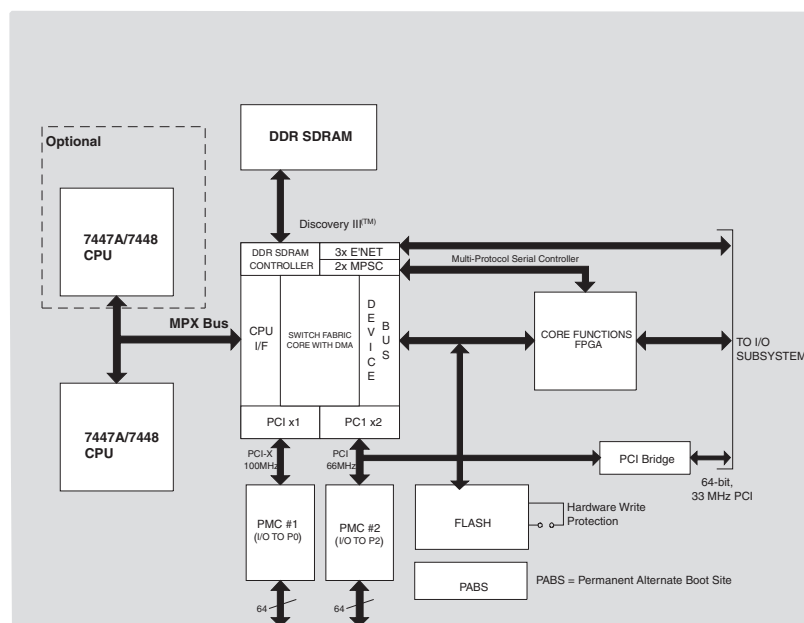 DDR SDRAM
Optional
7447A/7448
CPU
Discovery III(TM)
DDR SDRAM
CONTROLLER
3x E'NET
2x MPSC
Multi-Protocol Serial Controller
MPX Bus
CPU
I/F
SWITCH FABRIC
CORE WITH DMA
DEVICE
BUS
CORE FUNCTIONS
FPGA
TO I/O
SUBSYSTEM
7447A/7448
CPU
PCI x1
PC1 x2
PCI-X
100MHz
PCI
66MHz
PCI Bridge
64-bit,
33 MHz PCI
PMC #1
(I/O TO P0)
PMC #2
(I/O TO P2)
FLASH
Hardware Write
Protection
PABS
PABS = Permanent Alternate Boot Site
64
64